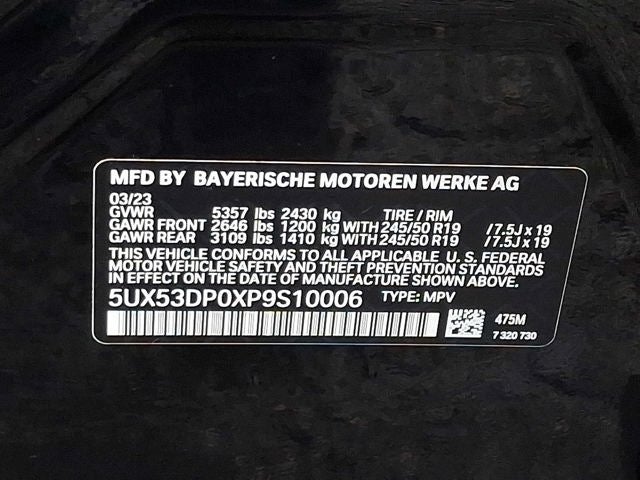 MFD BY BAYERISCHE MOTOREN WERKE AG
03/23
GVWR 5357 lbs 2430 kg TIRE / RIM
GAWR FRONT 2646 lbs 1200 kg WITH 245/50 R19 / 7.5J x 19
GAWR REAR 3109 lbs 1410 kg WITH 245/50 R19 / 7.5J x 19
THIS VEHICLE CONFORMS TO ALL APPLICABLE U. S. FEDERAL
MOTOR VEHICLE SAFETY, BUMPER, AND THEFT PREVENTION STANDARDS
IN EFFECT ON THE DATE OF MANUFACTURE SHOWN ABOVE.
5UX53DP0XP9S10006 TYPE: MPV
475M
7 320 730